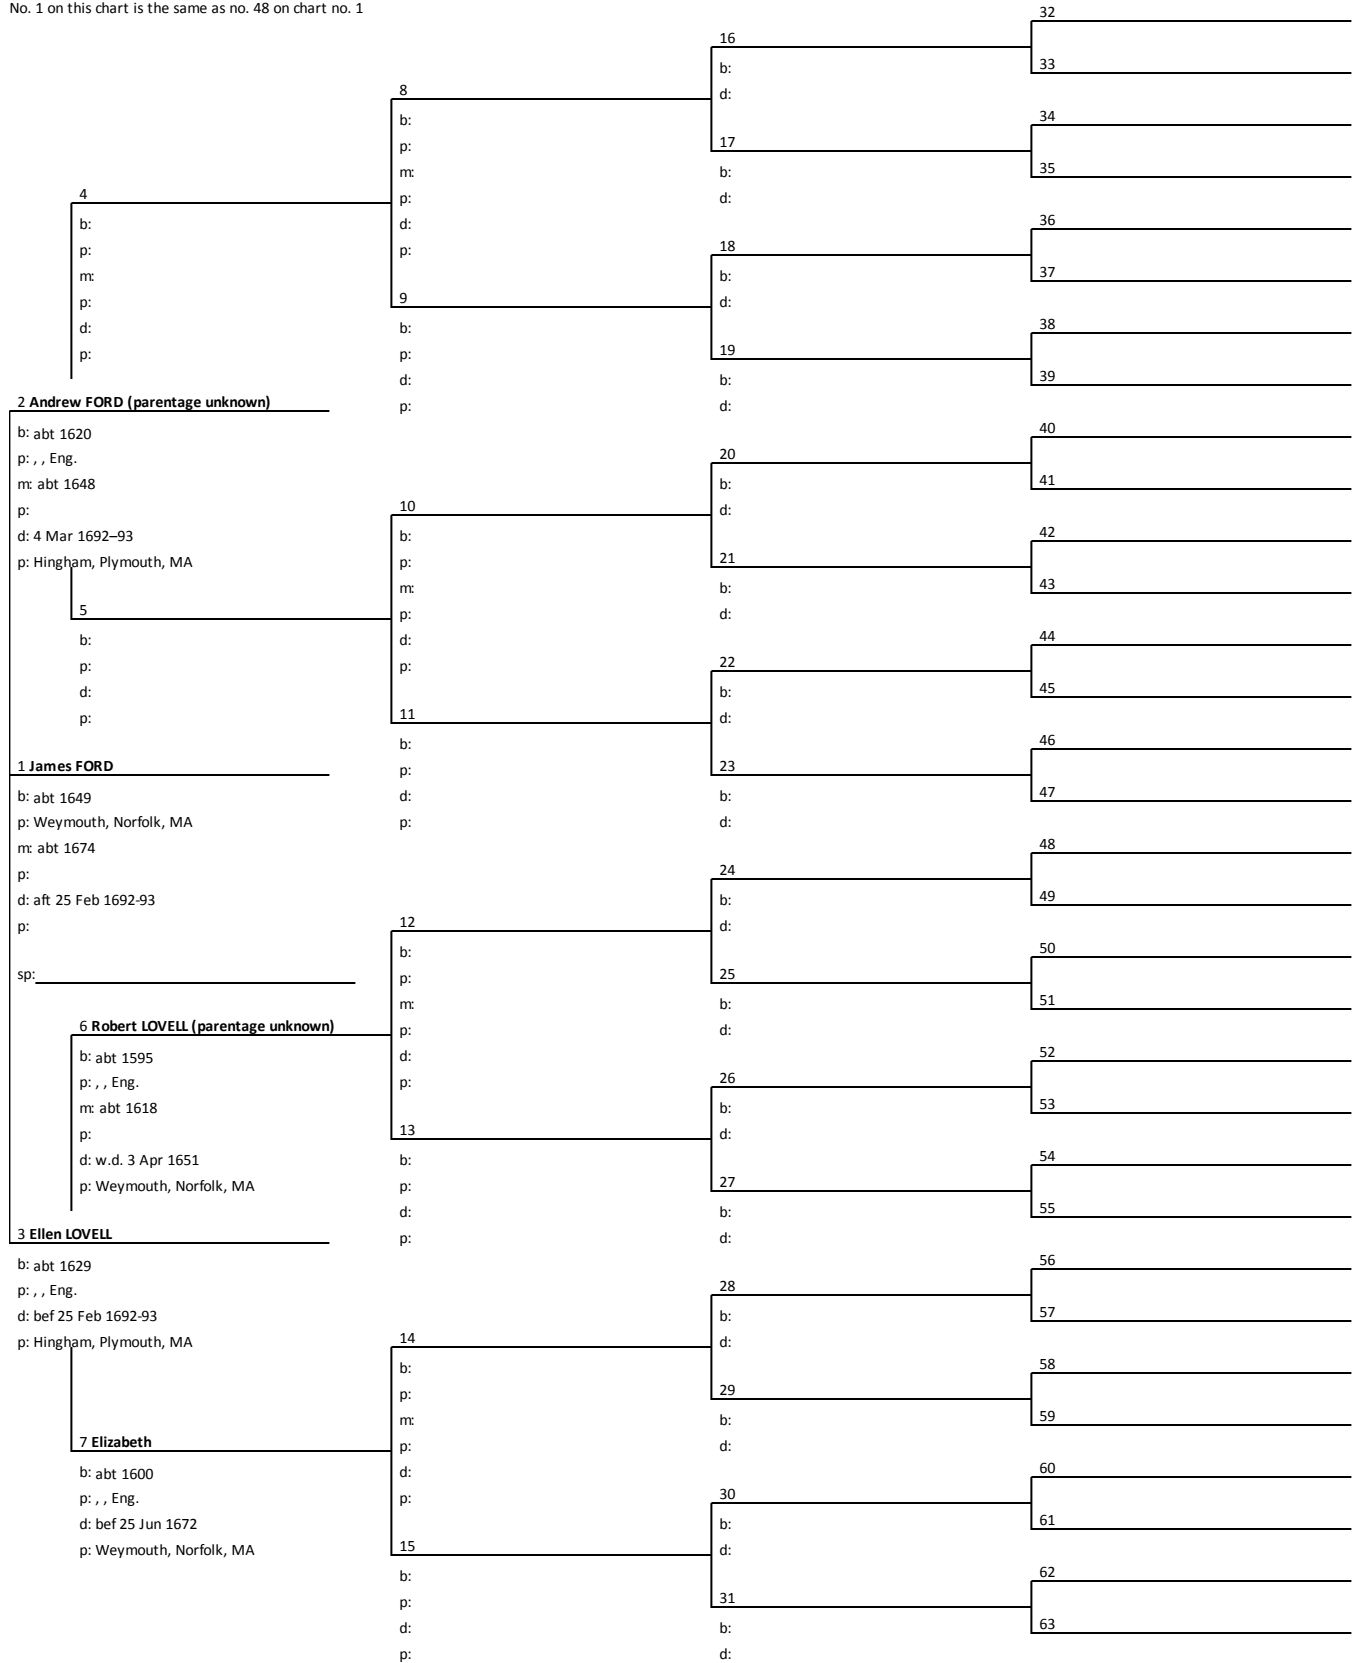 No. 1 on this chart is the same as no. 48 on chart no. 1
4
b:
p:
m:
p:
d:
p:
2 Andrew FORD (parentage unknown)
b: abt 1620
p: , , Eng.
m: abt 1648
p:
d: 4 Mar 1692–93
p: Hingham, Plymouth, MA
5
b:
p:
d:
p:
1 James FORD
b: abt 1649
p: Weymouth, Norfolk, MA
m: abt 1674
p:
d: aft 25 Feb 1692-93
p:
sp:
6 Robert LOVELL (parentage unknown)
b: abt 1595
p: , , Eng.
m: abt 1618
p:
d: w.d. 3 Apr 1651
p: Weymouth, Norfolk, MA
3 Ellen LOVELL
b: abt 1629
p: , , Eng.
d: bef 25 Feb 1692-93
p: Hingham, Plymouth, MA
7 Elizabeth
b: abt 1600
p: , , Eng.
d: bef 25 Jun 1672
p: Weymouth, Norfolk, MA
8
b:
p:
m:
p:
d:
p:
9
b:
p:
d:
p:
10
b:
p:
m:
p:
d:
p:
11
b:
p:
d:
p:
12
b:
p:
m:
p:
d:
p:
13
b:
p:
d:
p:
14
b:
p:
m:
p:
d:
p:
15
b:
p:
d:
p:
16
b:
d:
17
b:
d:
18
b:
d:
19
b:
d:
20
b:
d:
21
b:
d:
22
b:
d:
23
b:
d:
24
b:
d:
25
b:
d:
26
b:
d:
27
b:
d:
28
b:
d:
29
b:
d:
30
b:
d:
31
b:
d:
32
33
34
35
36
37
38
39
40
41
42
43
44
45
46
47
48
49
50
51
52
53
54
55
56
57
58
59
60
61
62
63